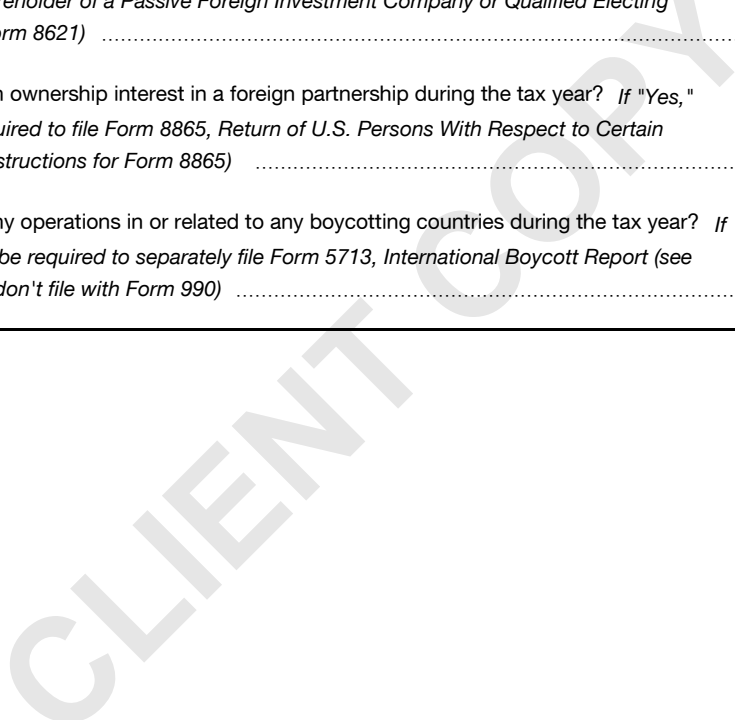 reholder of a Passive Foreign Investment Company or Qualified Electing
orm 8621)
n ownership interest in a foreign partnership during the tax year? If "Yes,"
uired to file Form 8865, Return of U.S. Persons With Respect to Certain
structions for Form 8865)
ny operations in or related to any boycotting countries during the tax year? If
be required to separately file Form 5713, International Boycott Report (see
don't file with Form 990)
CLIENT COPY